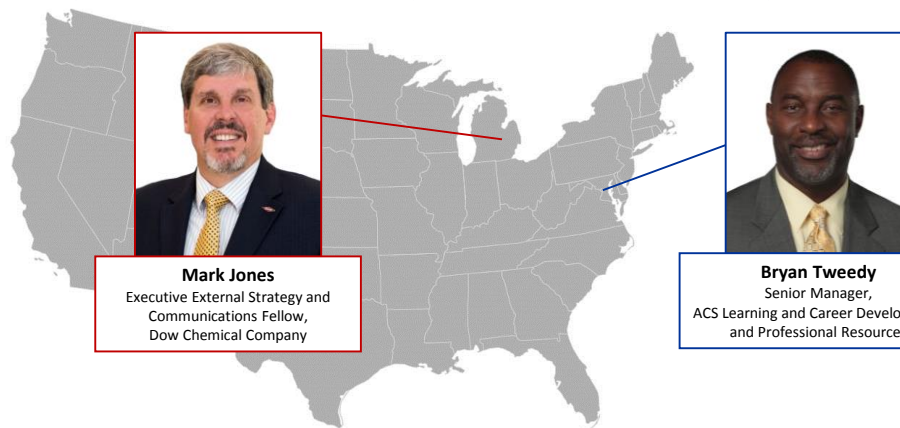 Mark Jones
Executive External Strategy and
Communications Fellow,
Dow Chemical Company
Bryan Tweedy
Senior Manager,
ACS Learning and Career Develo
and Professional Resource